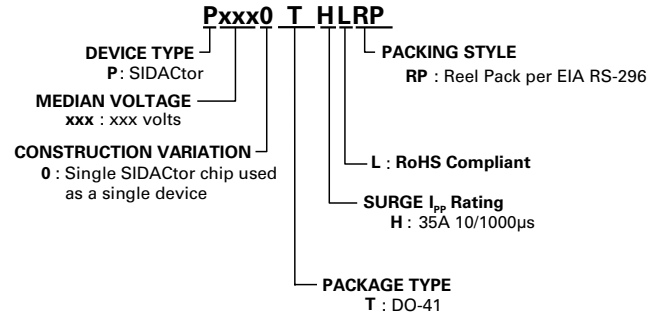 Pxxx0 T HLRP
DEVICE TYPE
P: SIDACtor
MEDIAN VOLTAGE
xxx : xxx volts
CONSTRUCTION VARIATION
0 : Single SIDACtor chip used
as a single device
PACKING STYLE
RP : Reel Pack per EIA RS-296
L : RoHS Compliant
SURGE IPP Rating
H : 35A 10/1000µs
PACKAGE TYPE
T : DO-41